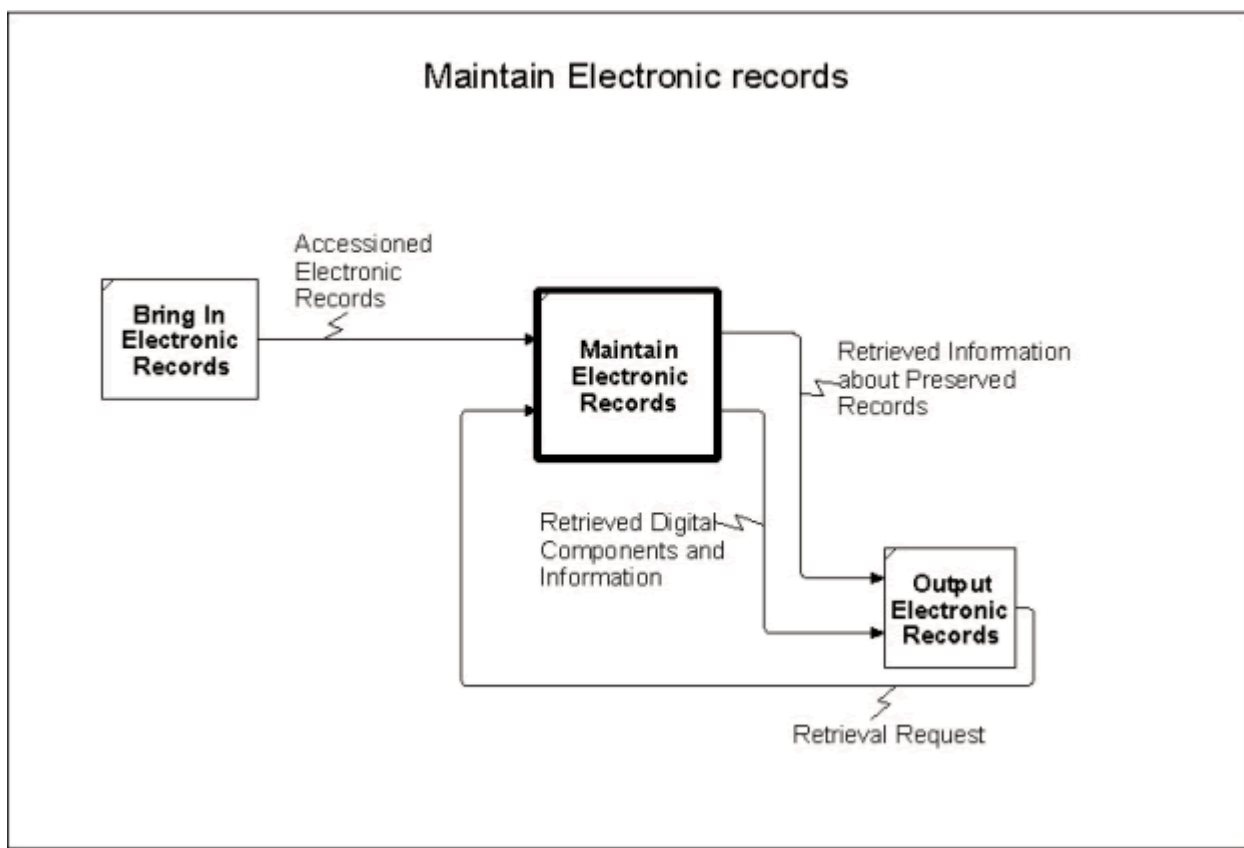 Maintain Electronic records
Accessioned
Electronic
Records
Bring In
Electronic
Records
Maintain
Electronic
Records
Retrieved Information
about Preserved
Records
Retrieved Digital
Components and
Information
Output
Electronic
Records
Retrieval Request